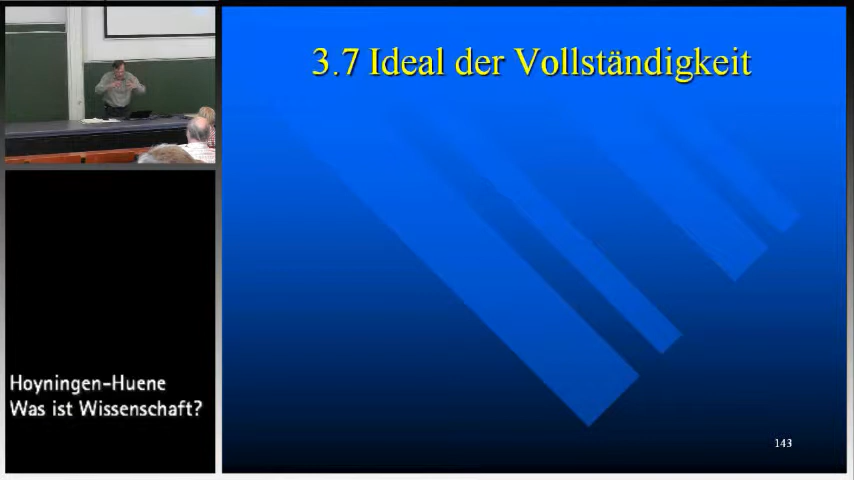 3.7 Ideal der Vollständigkeit
Hoyningen-Huene
Was ist Wissenschaft?
143